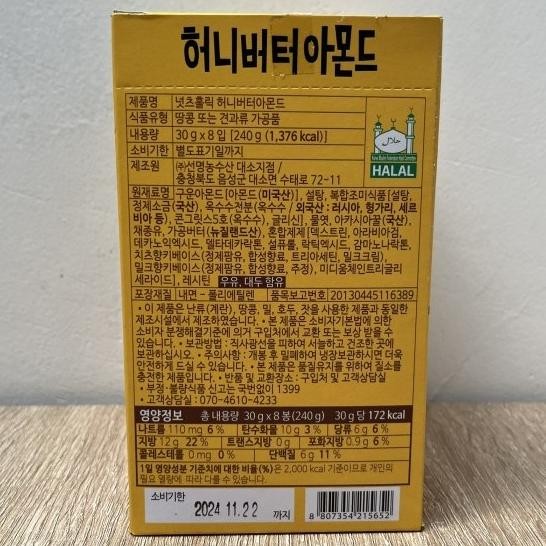 허니버터아몬드
제품명 넛츠홀릭 허니버터아몬드
식품유형 땅콩 또는 견과류 가공품
내용량 30 g x 8 입 [240 g (1,376 kcal)]
소비기한 별도표기일까지
제조원 ㈜선명농수산 대소지점 /
충청북도 음성군 대소면 수태로 72-11
HALAL
원재료명 구운아몬드 [아몬드(미국산)], 설탕, 복합조미식품 [설탕,
정제소금(국산), 옥수수전분(옥수수 / 외국산 : 러시아, 헝가리, 세르
비아 등), 콘그릿츠5호(옥수수), 글리신], 물엿, 아카시아꿀(국산),
채종유, 가공버터(뉴질랜드산), 혼합제제 [덱스트린, 아라비아검,
데카노익에시드, 델타데카락톤, 설퓨롤, 락틱에시드, 감마노나락톤,
치츠향키베이스(정제팜유, 합성향료, 트리아세틴, 밀크크림),
밀크향키베이스(정제팜유, 합성향료, 주정), 미디움체인트리글리
세라이드], 레시틴 우유, 대두 함유
포장재질 내면 - 폴리에틸렌 품목보고번호 20130445116389
• 이 제품은 난류(계란), 땅콩, 밀, 호두, 잣을 사용한 제품과 동일한
제조시설에서 제조하였습니다. • 본 제품은 소비자기본법에 의한
소비자 분쟁해결기준에 의거 구입처에서 교환 또는 보상 받을 수
있습니다. • 보관방법 : 직사광선을 피하여 서늘하고 건조한 곳에
보관하십시오. • 주의사항 : 개봉 후 밀폐하여 냉장보관하시면 더욱
안전하게 드실 수 있습니다. • 본 제품은 품질유지를 위하여 질소를
충전한 제품입니다. • 반품 및 교환장소 : 구입처 및 고객상담실
• 부정·불량식품 신고는 국번없이 1399
• 고객상담실 : 070-4610-4233
영양정보 총 내용량 30 g x 8 봉(240 g) 30 g 당 172 kcal
나트륨 110 mg 6 % 탄수화물 10 g 3 % 당류 6 g 6 %
지방 12 g 22 % 트랜스지방 0 g 포화지방 0.9 g 6 %
콜레스테롤 0 mg 0 % 단백질 6 g 11 %
1일 영양성분 기준치에 대한 비율(%)은 2,000 kcal 기준이므로 개인의
필요 열량에 따라 다를 수 있습니다.
소비기한
2024 11.22 까지
8 807354 215652